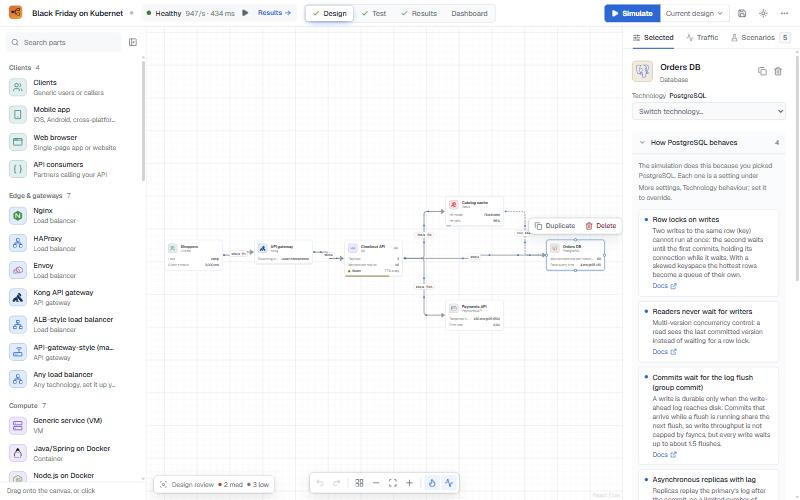 Black Friday on Kubernet
Healthy 947/s · 434 ms
Results →
Design
Test
Results
Dashboard
Simulate
Current design
Search parts
Clients 4
Clients
Generic users or callers
Mobile app
iOS, Android, cross-platfor...
Web browser
Single-page app or website
API consumers
Partners calling your API
Edge & gateways 7
Nginx
Load balancer
HAProxy
Load balancer
Envoy
Load balancer
Kong API gateway
API gateway
ALB-style load balancer
Load balancer
API-gateway-style (ma...
API gateway
Any load balancer
Any technology, set it up y...
Compute 7
Generic service (VM)
VM
Java/Spring on Docker
Container
Node.js on Docker
Drag onto the canvas, or click
Shoppers
API gateway
Checkout API
Catalog cache
Payments API
Orders DB
Duplicate
Delete
Design review
2 med
3 low
React Flow
Selected
Traffic
Scenarios 5
Orders DB
Database
Technology PostgreSQL
Switch technology...
How PostgreSQL behaves 4
The simulation does this because you picked
PostgreSQL. Each one is a setting under
More settings, Technology behaviour; set it
to override.
Row locks on writes
Two writes to the same row (key)
cannot run at once: the second waits
until the first commits, holding its
connection while it waits. With a
skewed keyspace the hottest rows
become a queue of their own.
Docs
Readers never wait for writers
Multi-version concurrency control: a
read sees the last committed version
instead of waiting for a row lock.
Docs
Commits wait for the log flush
(group commit)
A write is durable only when the write-
ahead log reaches disk. Commits that
arrive while a flush is running share the
next flush, so write throughput is not
capped by fsyncs, but every write waits
up to about 1.5 flushes.
Docs
Asynchronous replicas with lag
Replicas replay the primary's log after